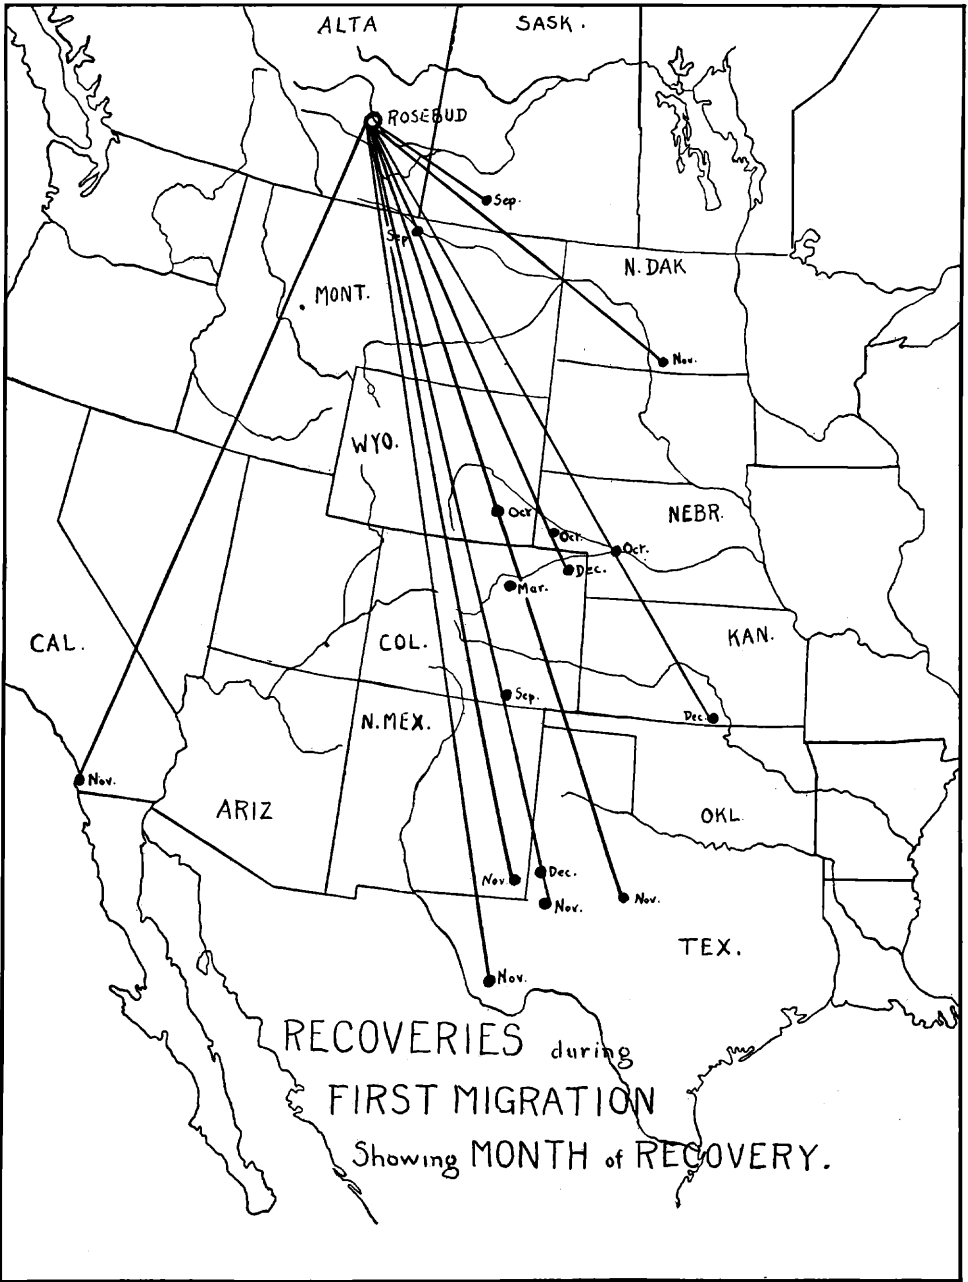 ALTA
SASK.
ROSEBUD
Sep.
Sep.
N. DAK
MONT.
Nov.
WYO.
Oct
NEBR.
Oct.
Oct.
Dec.
Mar.
CAL.
COL.
KAN.
Sep.
Dec.
N. MEX.
Nov.
ARIZ
OKL.
Nov.
Dec.
Nov.
Nov.
TEX.
Nov.
RECOVERIES during
FIRST MIGRATION
Showing MONTH of RECOVERY.